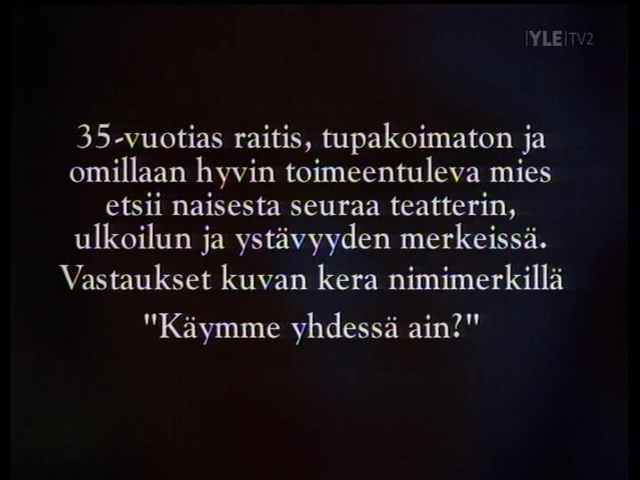 YLE TV2
35-vuotias raitis, tupakoimaton ja
omillaan hyvin toimeentuleva mies
etsii naisesta seuraa teatterin,
ulkoilun ja ystävyyden merkeissä.
Vastaukset kuvan kera nimimerkillä
"Käymme yhdessä ain?"